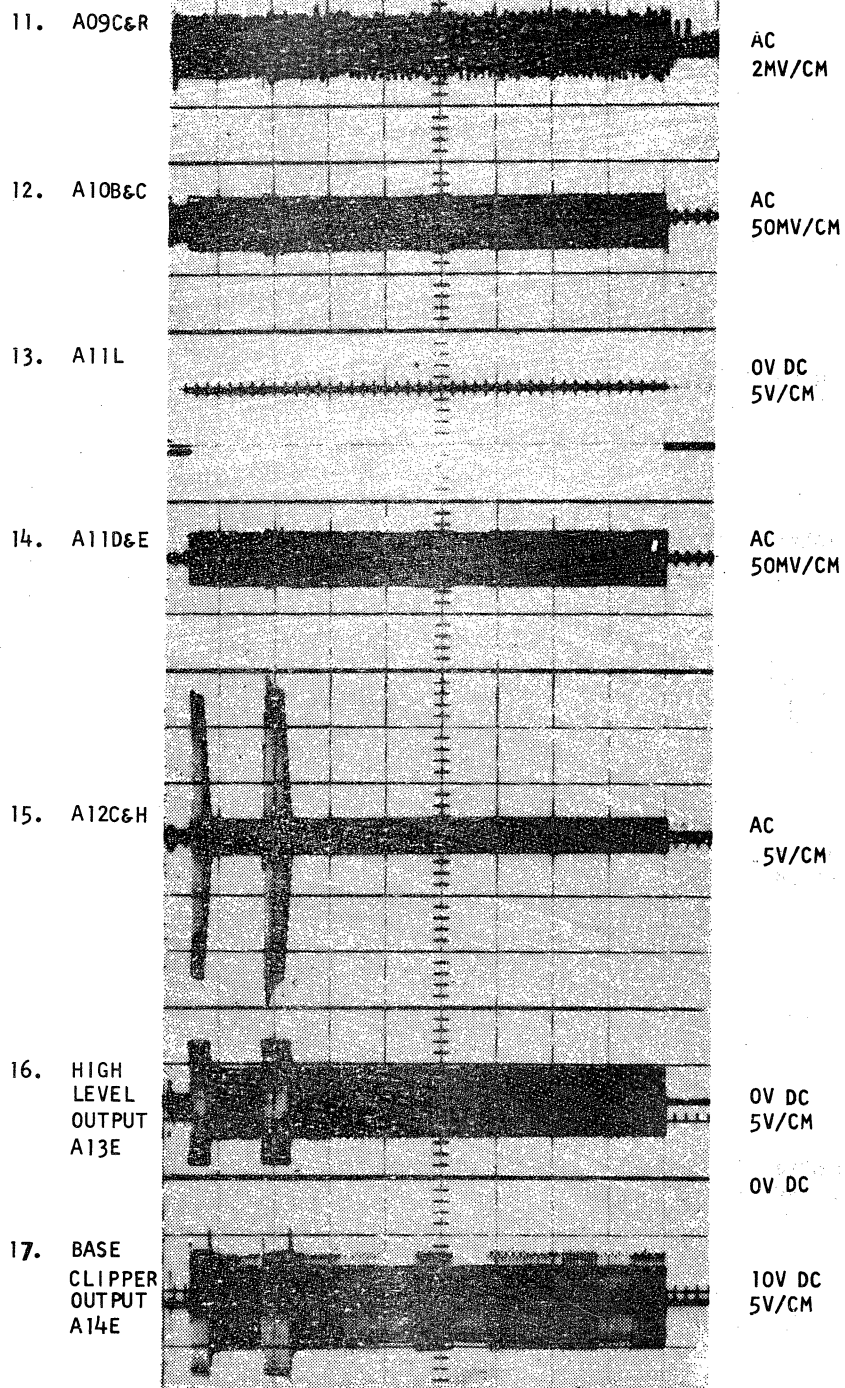 11. A09C&R
AC
2MV/CM
12. A10B&C
AC
50MV/CM
13. A11L
0V DC
5V/CM
14. A11D&E
AC
50MV/CM
15. A12C&H
AC
.5V/CM
16. HIGH
LEVEL
OUTPUT
A13E
0V DC
5V/CM
0V DC
17. BASE
CLIPPER
OUTPUT
A14E
10V DC
5V/CM